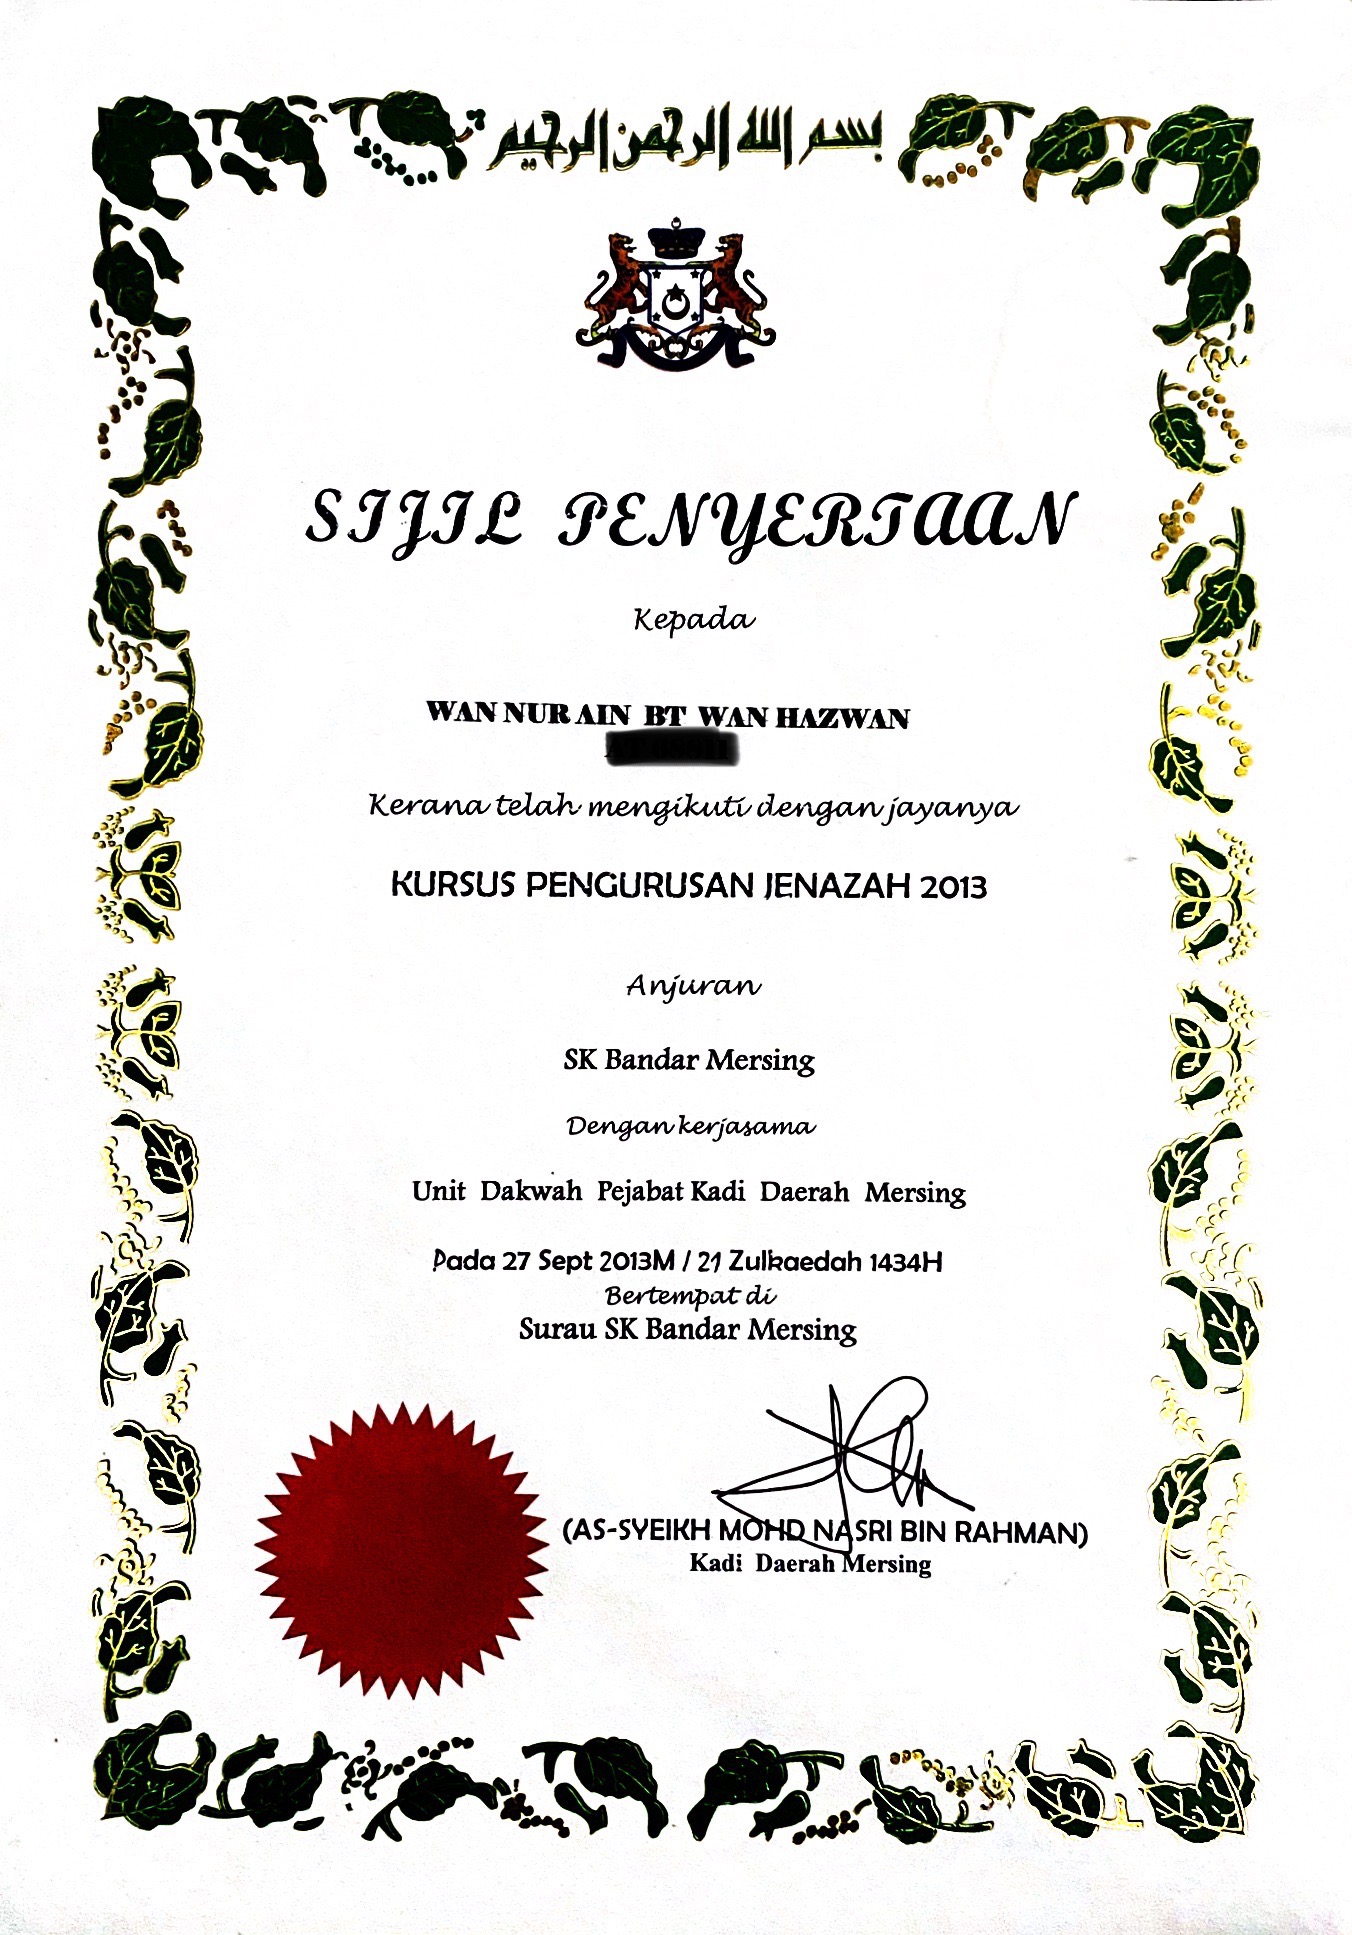 بسم الله الرحمن الرحيم
SIJIL PENYERTAAN
Kepada
WAN NUR AIN BT WAN HAZWAN
Kerana telah mengikuti dengan jayanya
KURSUS PENGURUSAN JENAZAH 2013
Anjuran
SK Bandar Mersing
Dengan kerjasama
Unit Dakwah Pejabat Kadi Daerah Mersing
Pada 27 Sept 2013M / 21 Zulkaedah 1434H
Bertempat di
Surau SK Bandar Mersing
(AS-SYEIKH MOHD NASRI BIN RAHMAN)
Kadi Daerah Mersing